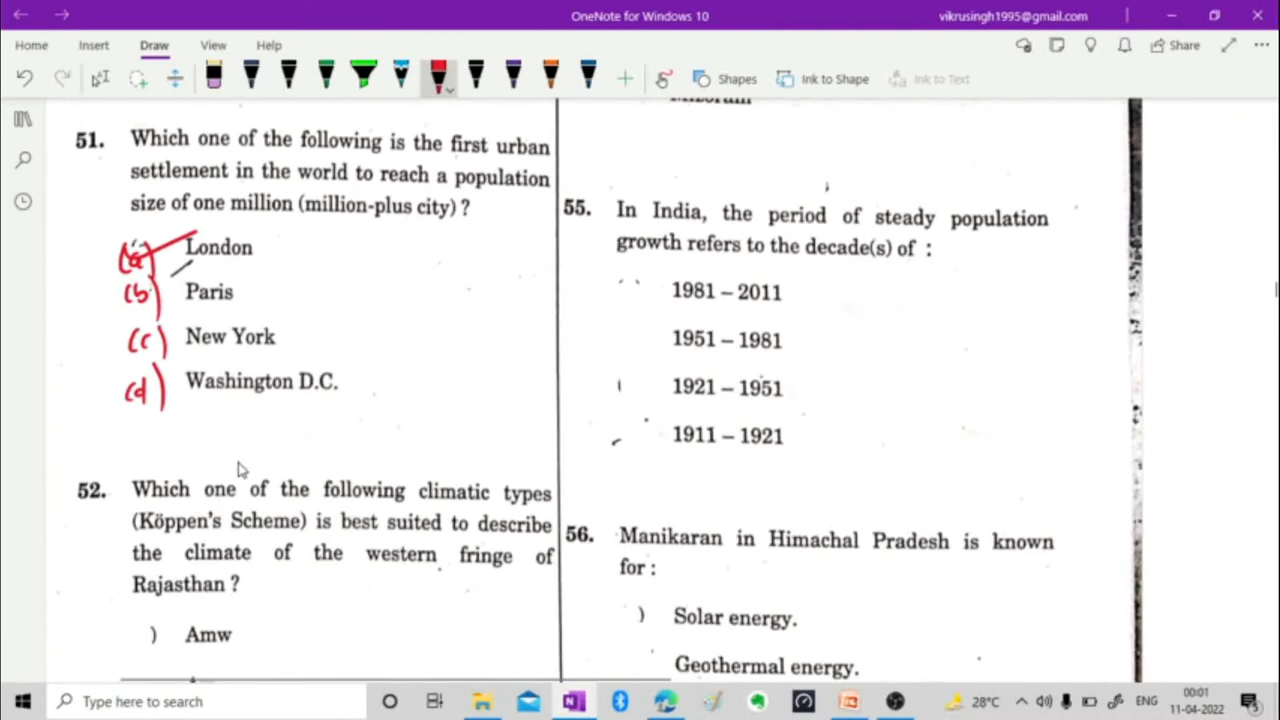 OneNote for Windows 10
vikrusingh1995@gmail.com
Home Insert Draw View Help
Share
Shapes Ink to Shape Ink to Text
51. Which one of the following is the first urban
settlement in the world to reach a population
size of one million (million-plus city) ?
(a) London
(b) Paris
(c) New York
(d) Washington D.C.
52. Which one of the following climatic types
(Köppen's Scheme) is best suited to describe
the climate of the western fringe of
Rajasthan ?
) Amw
Mizoram
55. In India, the period of steady population
growth refers to the decade(s) of :
1981 – 2011
1951 – 1981
1921 – 1951
1911 – 1921
56. Manikaran in Himachal Pradesh is known
for :
) Solar energy.
Geothermal energy.
Type here to search
28°C
ENG
00:01
11-04-2022